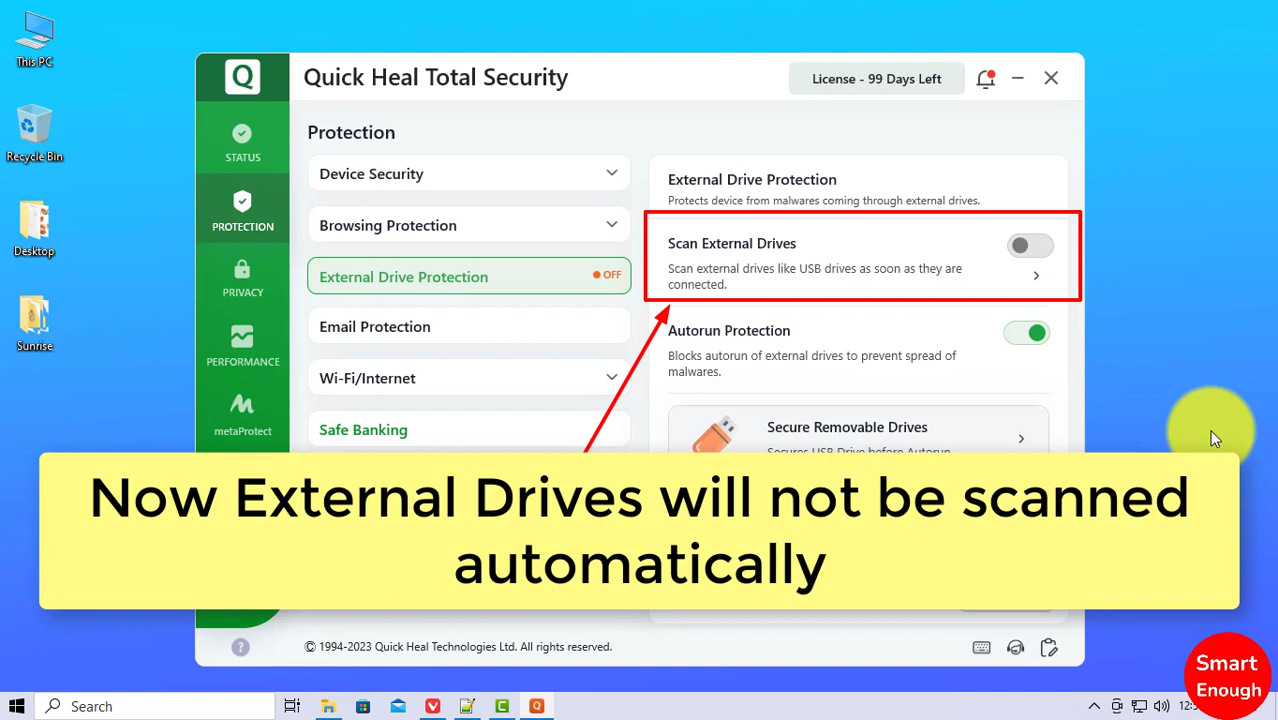 This PC
Recycle Bin
Desktop
Sunrise
Q
Quick Heal Total Security
License - 99 Days Left
STATUS
PROTECTION
PRIVACY
PERFORMANCE
metaProtect
Protection
Device Security
Browsing Protection
External Drive Protection
OFF
Email Protection
Wi-Fi/Internet
Safe Banking
External Drive Protection
Protects device from malwares coming through external drives.
Scan External Drives
Scan external drives like USB drives as soon as they are
connected.
Autorun Protection
Blocks autorun of external drives to prevent spread of
malwares.
Secure Removable Drives
Secures USB Drive before Autorun
Now External Drives will not be scanned
automatically
?
© 1994-2023 Quick Heal Technologies Ltd. All rights reserved.
Smart
Enough
Search